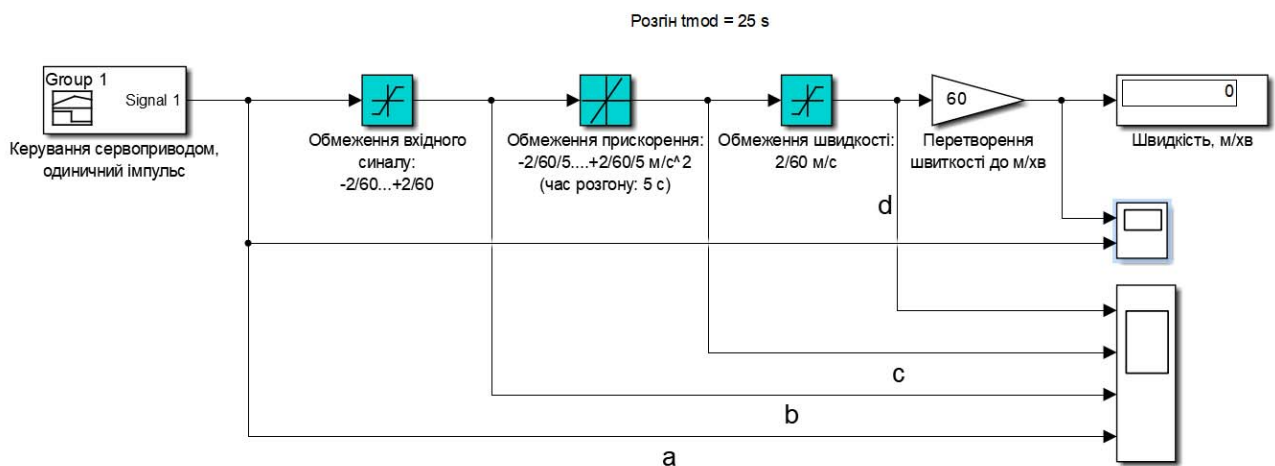 Розгін tmod = 25 s
Group 1
Signal 1
Керування сервоприводом,
одиничний імпульс
Обмеження вхідного
синалу:
-2/60...+2/60
Обмеження прискорення:
-2/60/5....+2/60/5 м/с^2
(час розгону: 5 с)
Обмеження швидкості:
2/60 м/с
60
Перетворення
швиткості до м/хв
0
Швидкість, м/хв
d
c
b
a